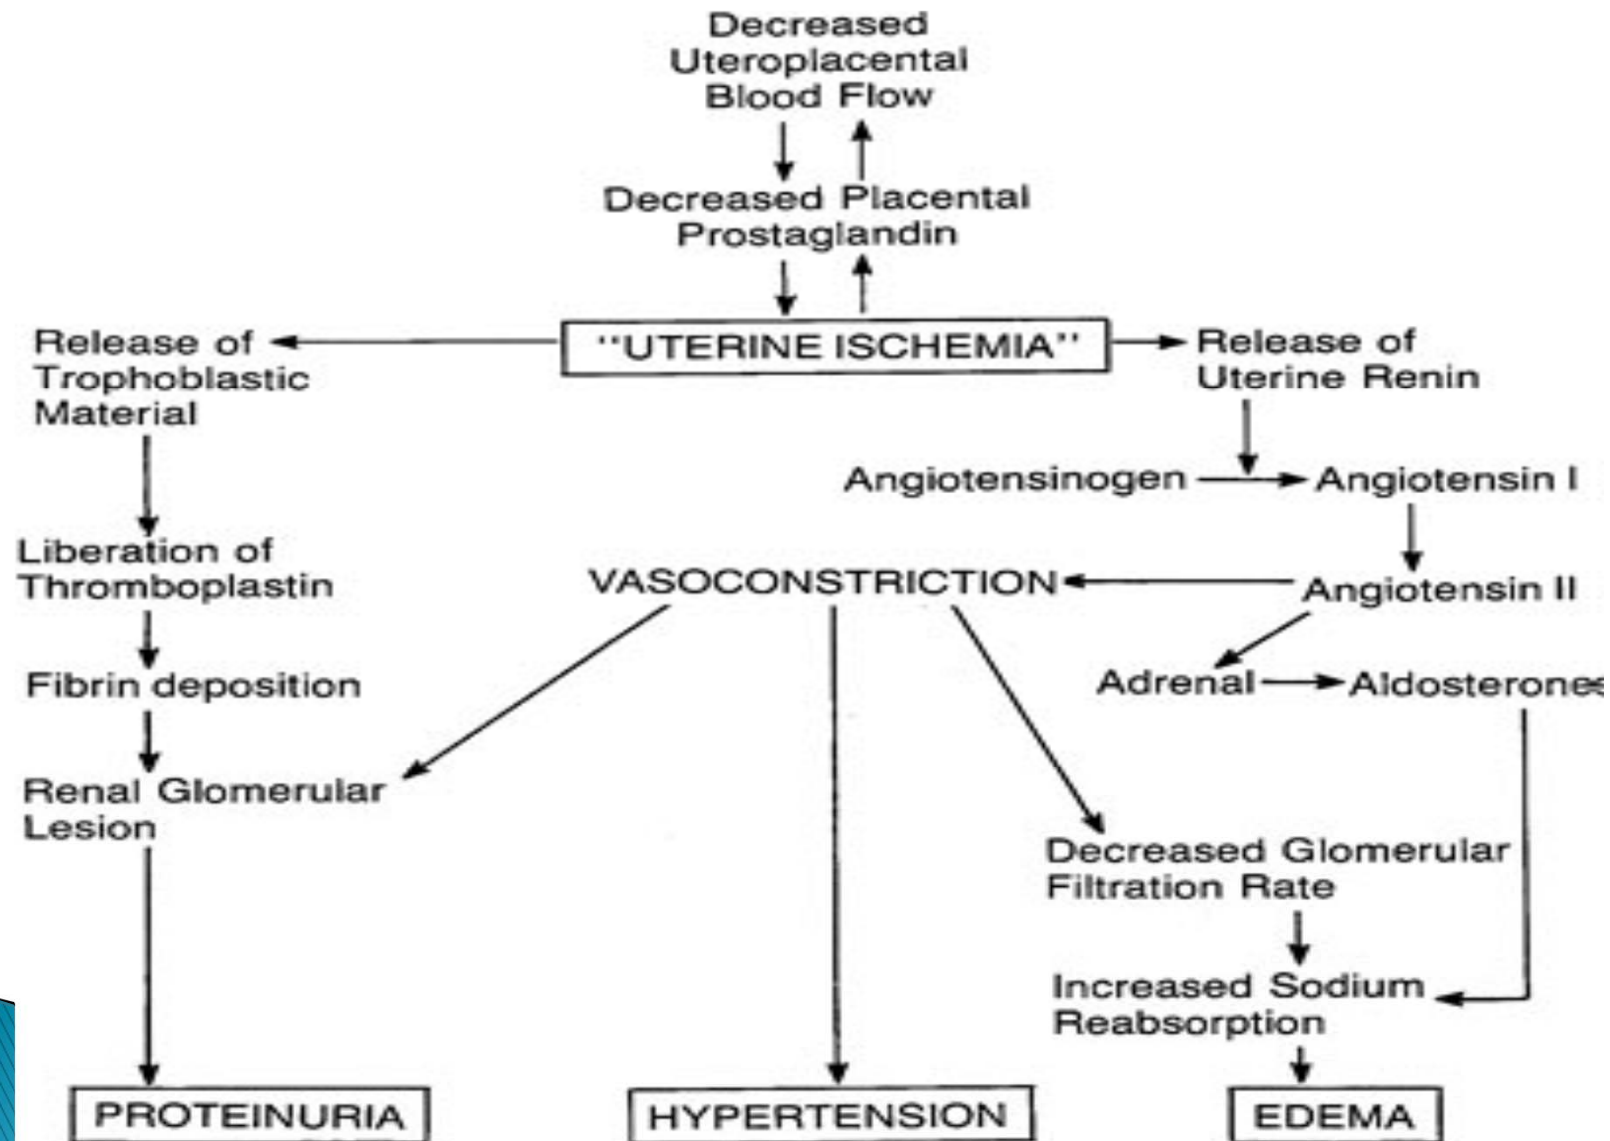 Decreased
Uteroplacental
Blood Flow
Decreased Placental
Prostaglandin
"UTERINE ISCHEMIA"
Release of
Trophoblastic
Material
Release of
Uterine Renin
Angiotensinogen
Angiotensin I
Liberation of
Thromboplastin
VASOCONSTRICTION
Angiotensin II
Fibrin deposition
Adrenal
Aldosterones
Renal Glomerular
Lesion
Decreased Glomerular
Filtration Rate
Increased Sodium
Reabsorption
PROTEINURIA
HYPERTENSION
EDEMA